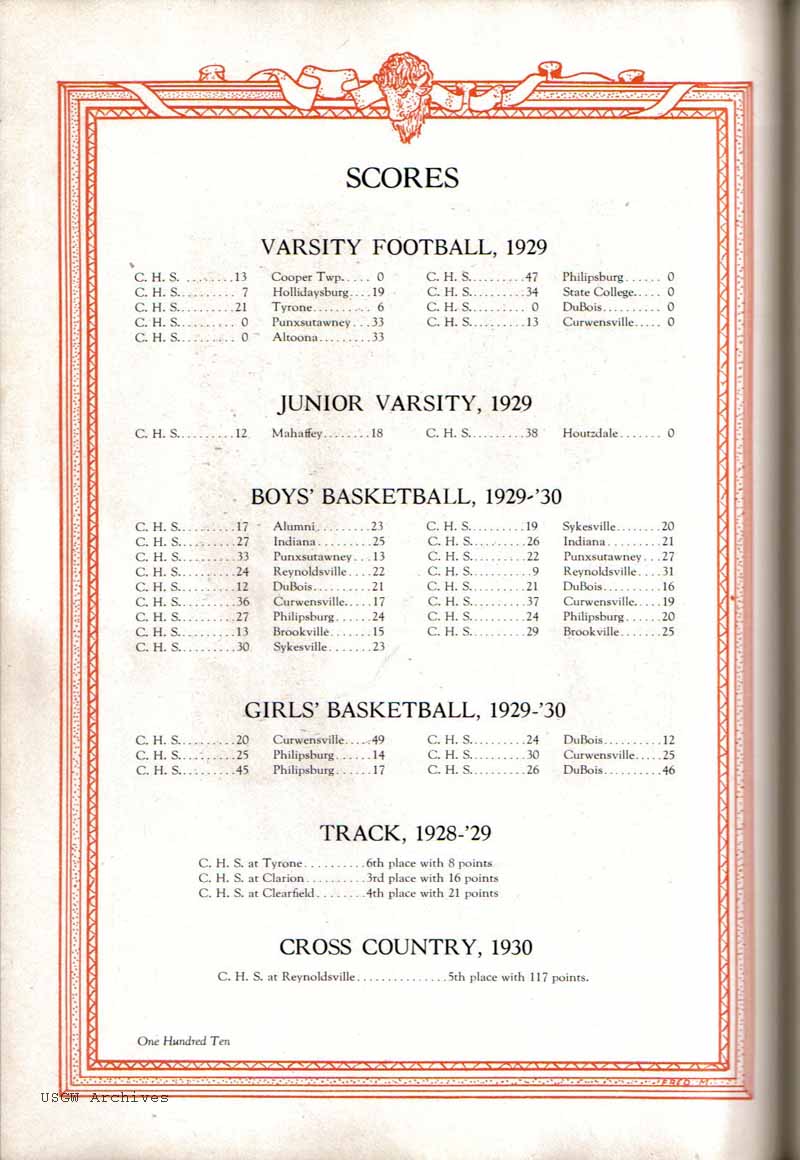 SCORES
VARSITY FOOTBALL, 1929
C. H. S. ........13 Cooper Twp..... 0 C. H. S.........47 Philipsburg...... 0
C. H. S......... 7 Hollidaysburg....19 C. H. S.........34 State College..... 0
C. H. S.........21 Tyrone.......... 6 C. H. S......... 0 DuBois.......... 0
C. H. S......... 0 Punxsutawney...33 C. H. S.........13 Curwensville..... 0
C. H. S......... 0 Altoona.........33
JUNIOR VARSITY, 1929
C. H. S.........12 Mahaffey........18 C. H. S.........38 Houtzdale....... 0
BOYS' BASKETBALL, 1929-'30
C. H. S.........17 Alumni.........23 C. H. S.........19 Sykesville.......20
C. H. S.........27 Indiana.........25 C. H. S.........26 Indiana.........21
C. H. S.........33 Punxsutawney...13 C. H. S.........22 Punxsutawney...27
C. H. S.........24 Reynoldsville....22 C. H. S......... 9 Reynoldsville....31
C. H. S.........12 DuBois..........21 C. H. S.........21 DuBois..........16
C. H. S.........36 Curwensville.....17 C. H. S.........37 Curwensville.....19
C. H. S.........27 Philipsburg......24 C. H. S.........24 Philipsburg......20
C. H. S.........13 Brookville.......15 C. H. S.........29 Brookville.......25
C. H. S.........30 Sykesville.......23
GIRLS' BASKETBALL, 1929-'30
C. H. S.........20 Curwensville.....49 C. H. S.........24 DuBois..........12
C. H. S.........25 Philipsburg......14 C. H. S.........30 Curwensville.....25
C. H. S.........45 Philipsburg......17 C. H. S.........26 DuBois..........46
TRACK, 1928-'29
C. H. S. at Tyrone..........6th place with 8 points
C. H. S. at Clarion..........3rd place with 16 points
C. H. S. at Clearfield........4th place with 21 points
CROSS COUNTRY, 1930
C. H. S. at Reynoldsville...............5th place with 117 points.
One Hundred Ten
FRED M
USGW Archives